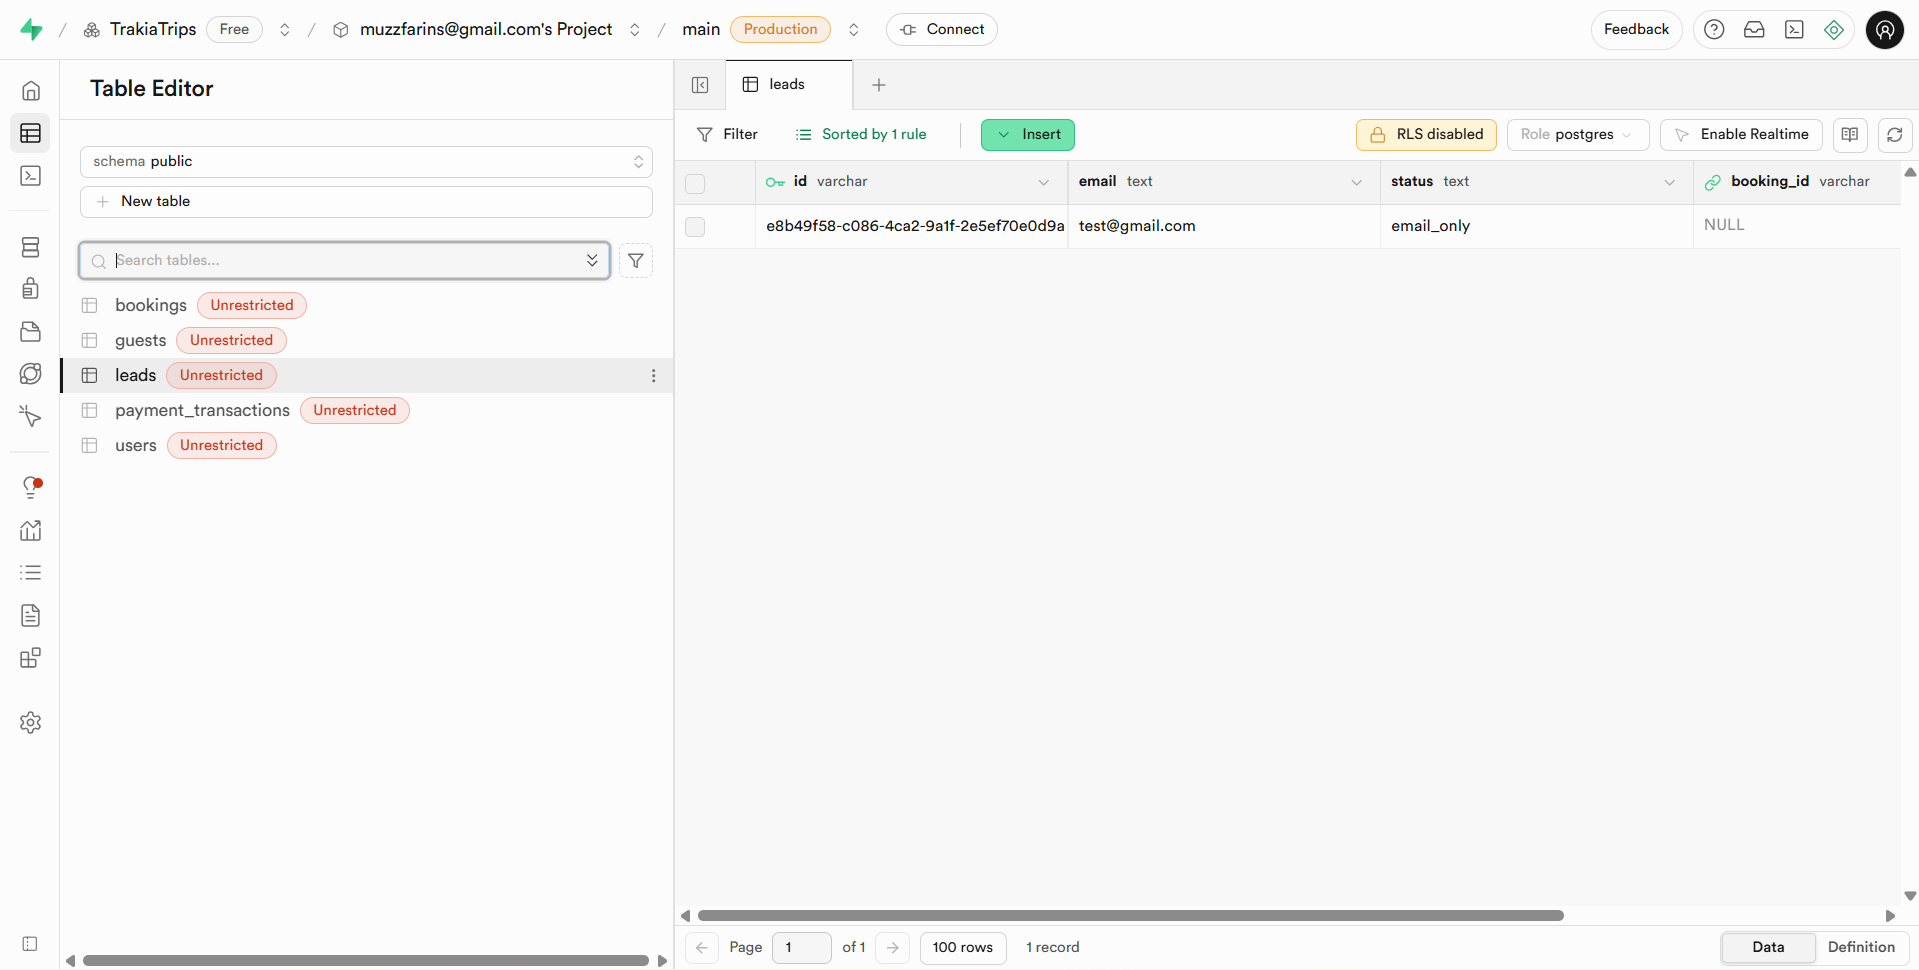 TrakiaTrips Free muzzfarins@gmail.com's Project main Production Connect Feedback
Table Editor
schema public
New table
Search tables...
bookings Unrestricted
guests Unrestricted
leads Unrestricted
payment_transactions Unrestricted
users Unrestricted
leads
Filter Sorted by 1 rule Insert RLS disabled Role postgres Enable Realtime
id varchar email text status text booking_id varchar
e8b49f58-c086-4ca2-9a1f-2e5ef70e0d9a test@gmail.com email_only NULL
Page 1 of 1 100 rows 1 record Data Definition